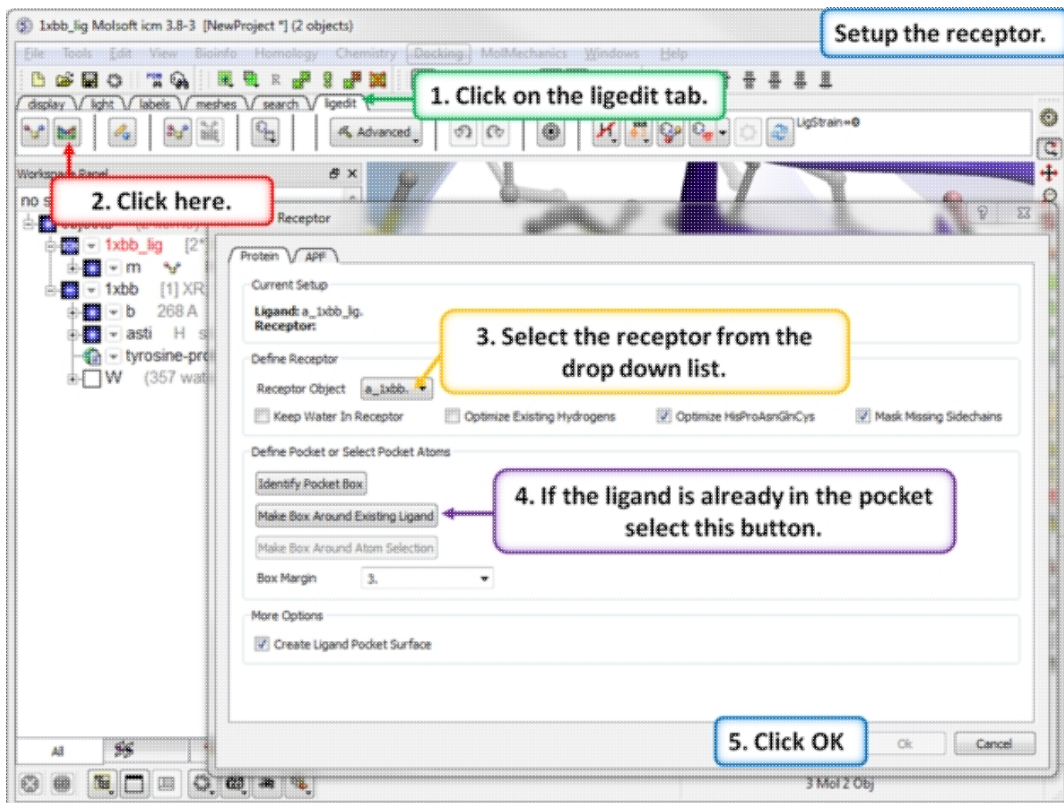 1xbb_lig Molsoft icm 3.8-3 [NewProject *] (2 objects)
Setup the receptor.
File Tools Edit View Bioinfo Homology Chemistry Docking MolMechanics Windows Help
1. Click on the ligedit tab.
display light labels meshes search ligedit
Advanced
LigStrain=0
2. Click here.
no s
Receptor
1xbb_lig [2*
m
1xbb [1] XR
b 268 A
asti H s
tyrosine-pro
W (357 wat
Protein APF
Current Setup
Ligand: a_1xbb_lig.
Receptor:
3. Select the receptor from the
drop down list.
Define Receptor
Receptor Object a_1xbb.
Keep Water In Receptor Optimize Existing Hydrogens Optimize HisProAsnGlnCys Mask Missing Sidechains
Define Pocket or Select Pocket Atoms
Identify Pocket Box
4. If the ligand is already in the pocket
select this button.
Make Box Around Existing Ligand
Make Box Around Atom Selection
Box Margin 3.
More Options
Create Ligand Pocket Surface
5. Click OK
Ok Cancel
All
3 Mol 2 Obj